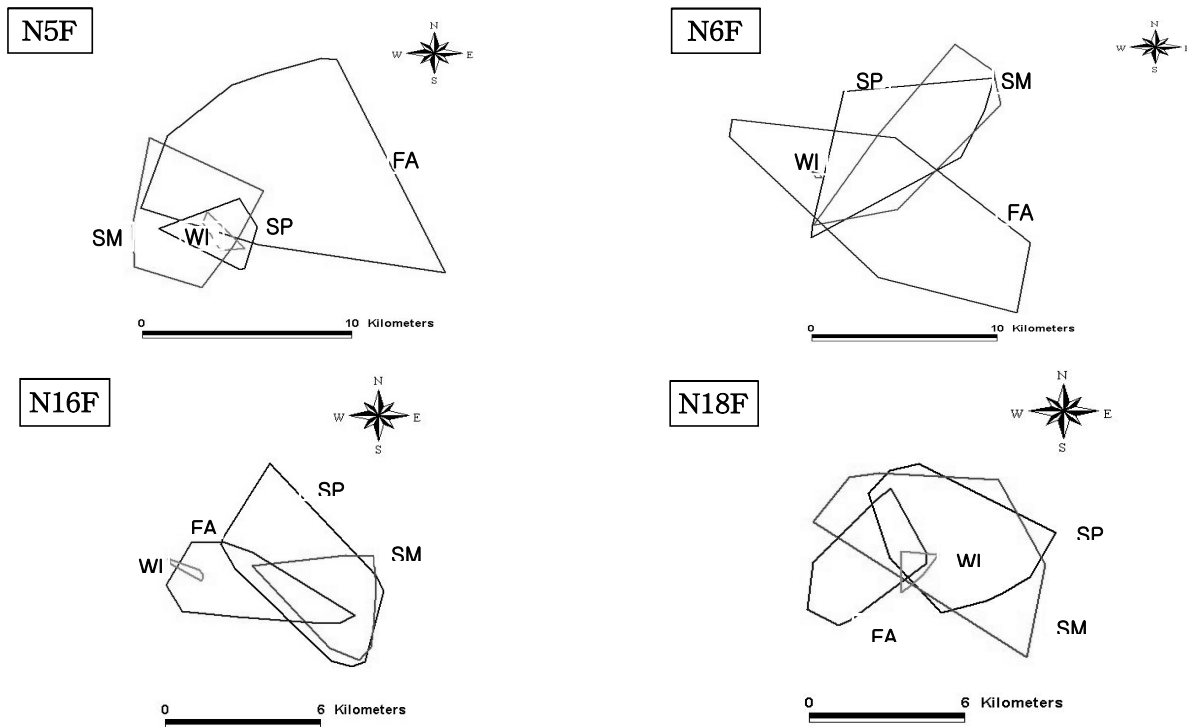 N5F
N
W E
S
FA
SM
WI
SP
0 10 Kilometers
N6F
N
W E
S
SP
SM
WI
FA
0 10 Kilometers
N16F
N
W E
S
SP
FA
WI
SM
0 6 Kilometers
N18F
N
W E
S
SP
WI
FA
SM
0 6 Kilometers